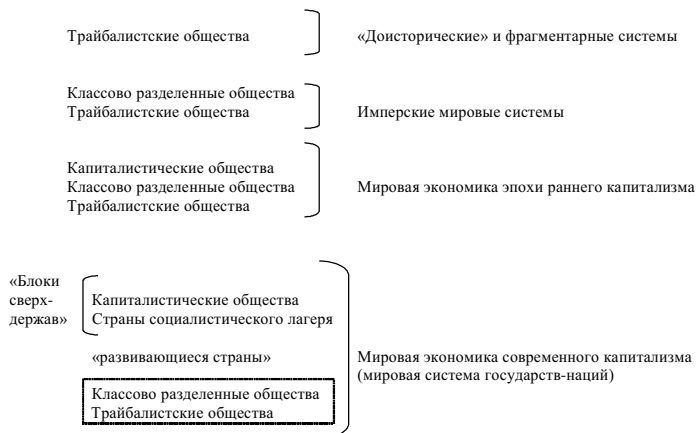 Трайбалистские общества
«Доисторические» и фрагментарные системы
Классово разделенные общества
Трайбалистские общества
Имперские мировые системы
Капиталистические общества
Классово разделенные общества
Трайбалистские общества
Мировая экономика эпохи раннего капитализма
«Блоки
сверх-
держав»
Капиталистические общества
Страны социалистического лагеря
«развивающиеся страны»
Классово разделенные общества
Трайбалистские общества
Мировая экономика современного капитализма
(мировая система государств-наций)